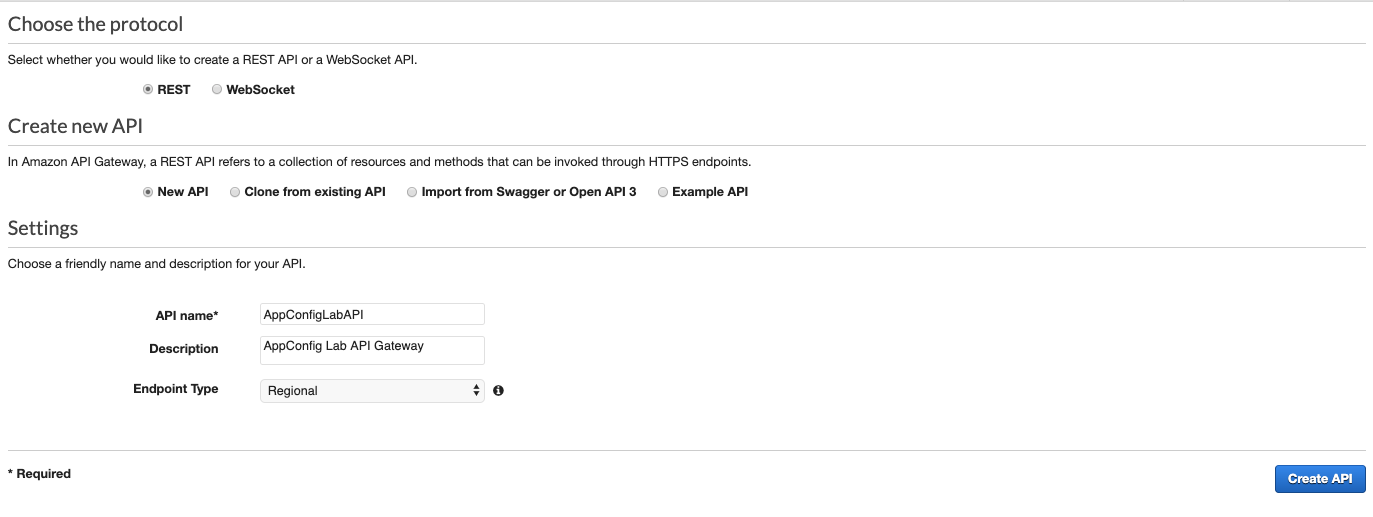 Choose the protocol
Select whether you would like to create a REST API or a WebSocket API.
REST WebSocket
Create new API
In Amazon API Gateway, a REST API refers to a collection of resources and methods that can be invoked through HTTPS endpoints.
New API Clone from existing API Import from Swagger or Open API 3 Example API
Settings
Choose a friendly name and description for your API.
API name* AppConfigLabAPI
Description AppConfig Lab API Gateway
Endpoint Type Regional
* Required Create API